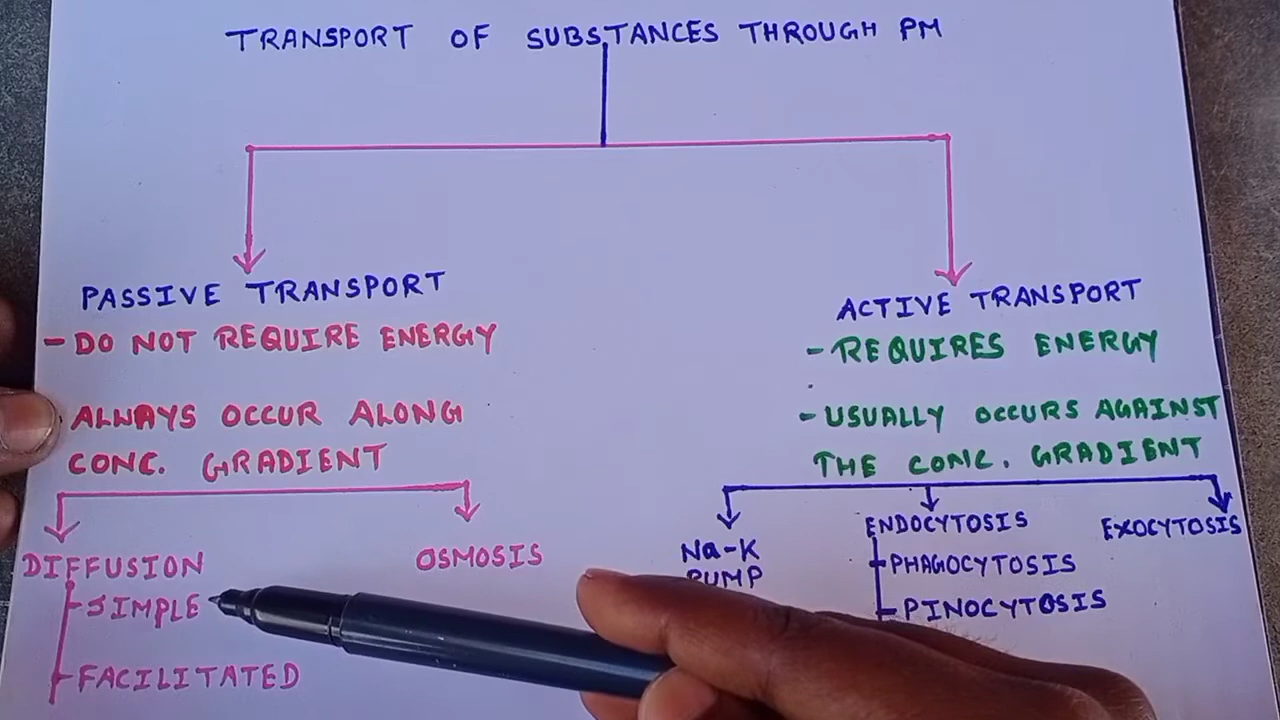 TRANSPORT OF SUBSTANCES THROUGH PM
PASSIVE TRANSPORT
- DO NOT REQUIRE ENERGY
- ALWAYS OCCUR ALONG
CONC. GRADIENT
DIFFUSION
- SIMPLE
- FACILITATED
OSMOSIS
ACTIVE TRANSPORT
- REQUIRES ENERGY
- USUALLY OCCURS AGAINST
THE CONC. GRADIENT
Na-K
PUMP
ENDOCYTOSIS
- PHAGOCYTOSIS
- PINOCYTOSIS
EXOCYTOSIS